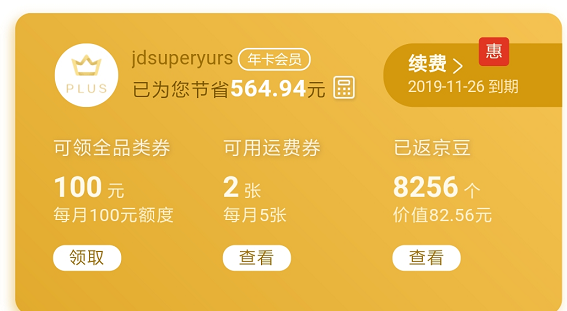 jdsuperyurs 年卡会员
已为您节省564.94元
PLUS
续费 惠
2019-11-26 到期
可领全品类券 可用运费券 已返京豆
100 元 2 张 8256 个
每月100元额度 每月5张 价值82.56元
领取 查看 查看